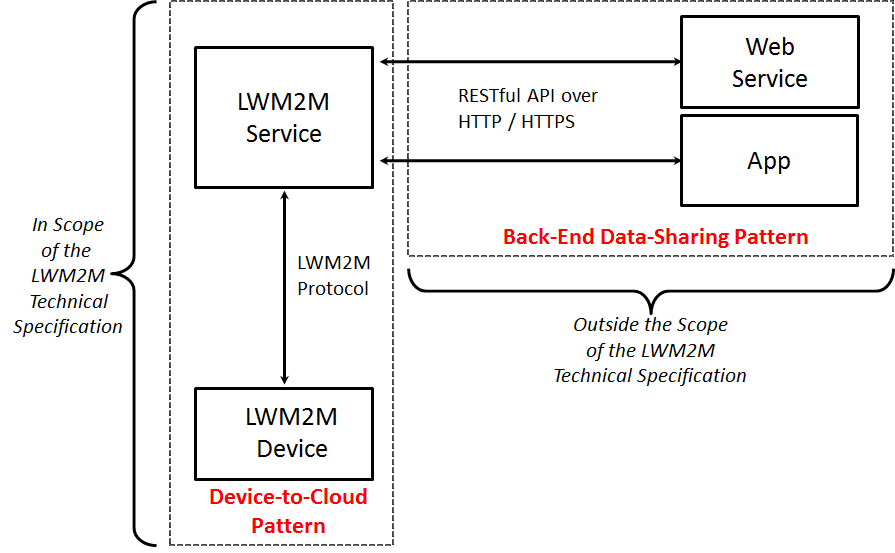 In Scope
of the
LWM2M
Technical
Specification
LWM2M
Service
LWM2M
Protocol
LWM2M
Device
Device-to-Cloud
Pattern
RESTful API over
HTTP / HTTPS
Web
Service
App
Back-End Data-Sharing Pattern
Outside the Scope
of the LWM2M
Technical Specification